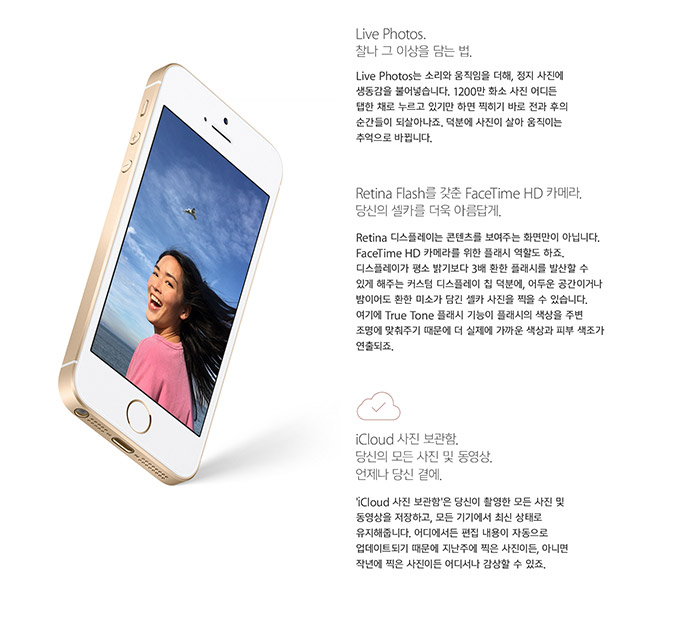 Live Photos.
찰나 그 이상을 담는 법.
Live Photos는 소리와 움직임을 더해, 정지 사진에
생동감을 불어넣습니다. 1200만 화소 사진 어디든
탭한 채로 누르고 있기만 하면 찍히기 바로 전과 후의
순간들이 되살아나죠. 덕분에 사진이 살아 움직이는
추억으로 바뀝니다.
Retina Flash를 갖춘 FaceTime HD 카메라.
당신의 셀카를 더욱 아름답게.
Retina 디스플레이는 콘텐츠를 보여주는 화면만이 아닙니다.
FaceTime HD 카메라를 위한 플래시 역할도 하죠.
디스플레이가 평소 밝기보다 3배 환한 플래시를 발산할 수
있게 해주는 커스텀 디스플레이 칩 덕분에, 어두운 공간이거나
밤이어도 환한 미소가 담긴 셀카 사진을 찍을 수 있습니다.
여기에 True Tone 플래시 기능이 플래시의 색상을 주변
조명에 맞춰주기 때문에 더 실제에 가까운 색상과 피부 색조가
연출되죠.
iCloud 사진 보관함.
당신의 모든 사진 및 동영상.
언제나 당신 곁에.
'iCloud 사진 보관함'은 당신이 촬영한 모든 사진 및
동영상을 저장하고, 모든 기기에서 최신 상태로
유지해줍니다. 어디에서든 편집 내용이 자동으로
업데이트되기 때문에 지난주에 찍은 사진이든, 아니면
작년에 찍은 사진이든 어디서나 감상할 수 있죠.